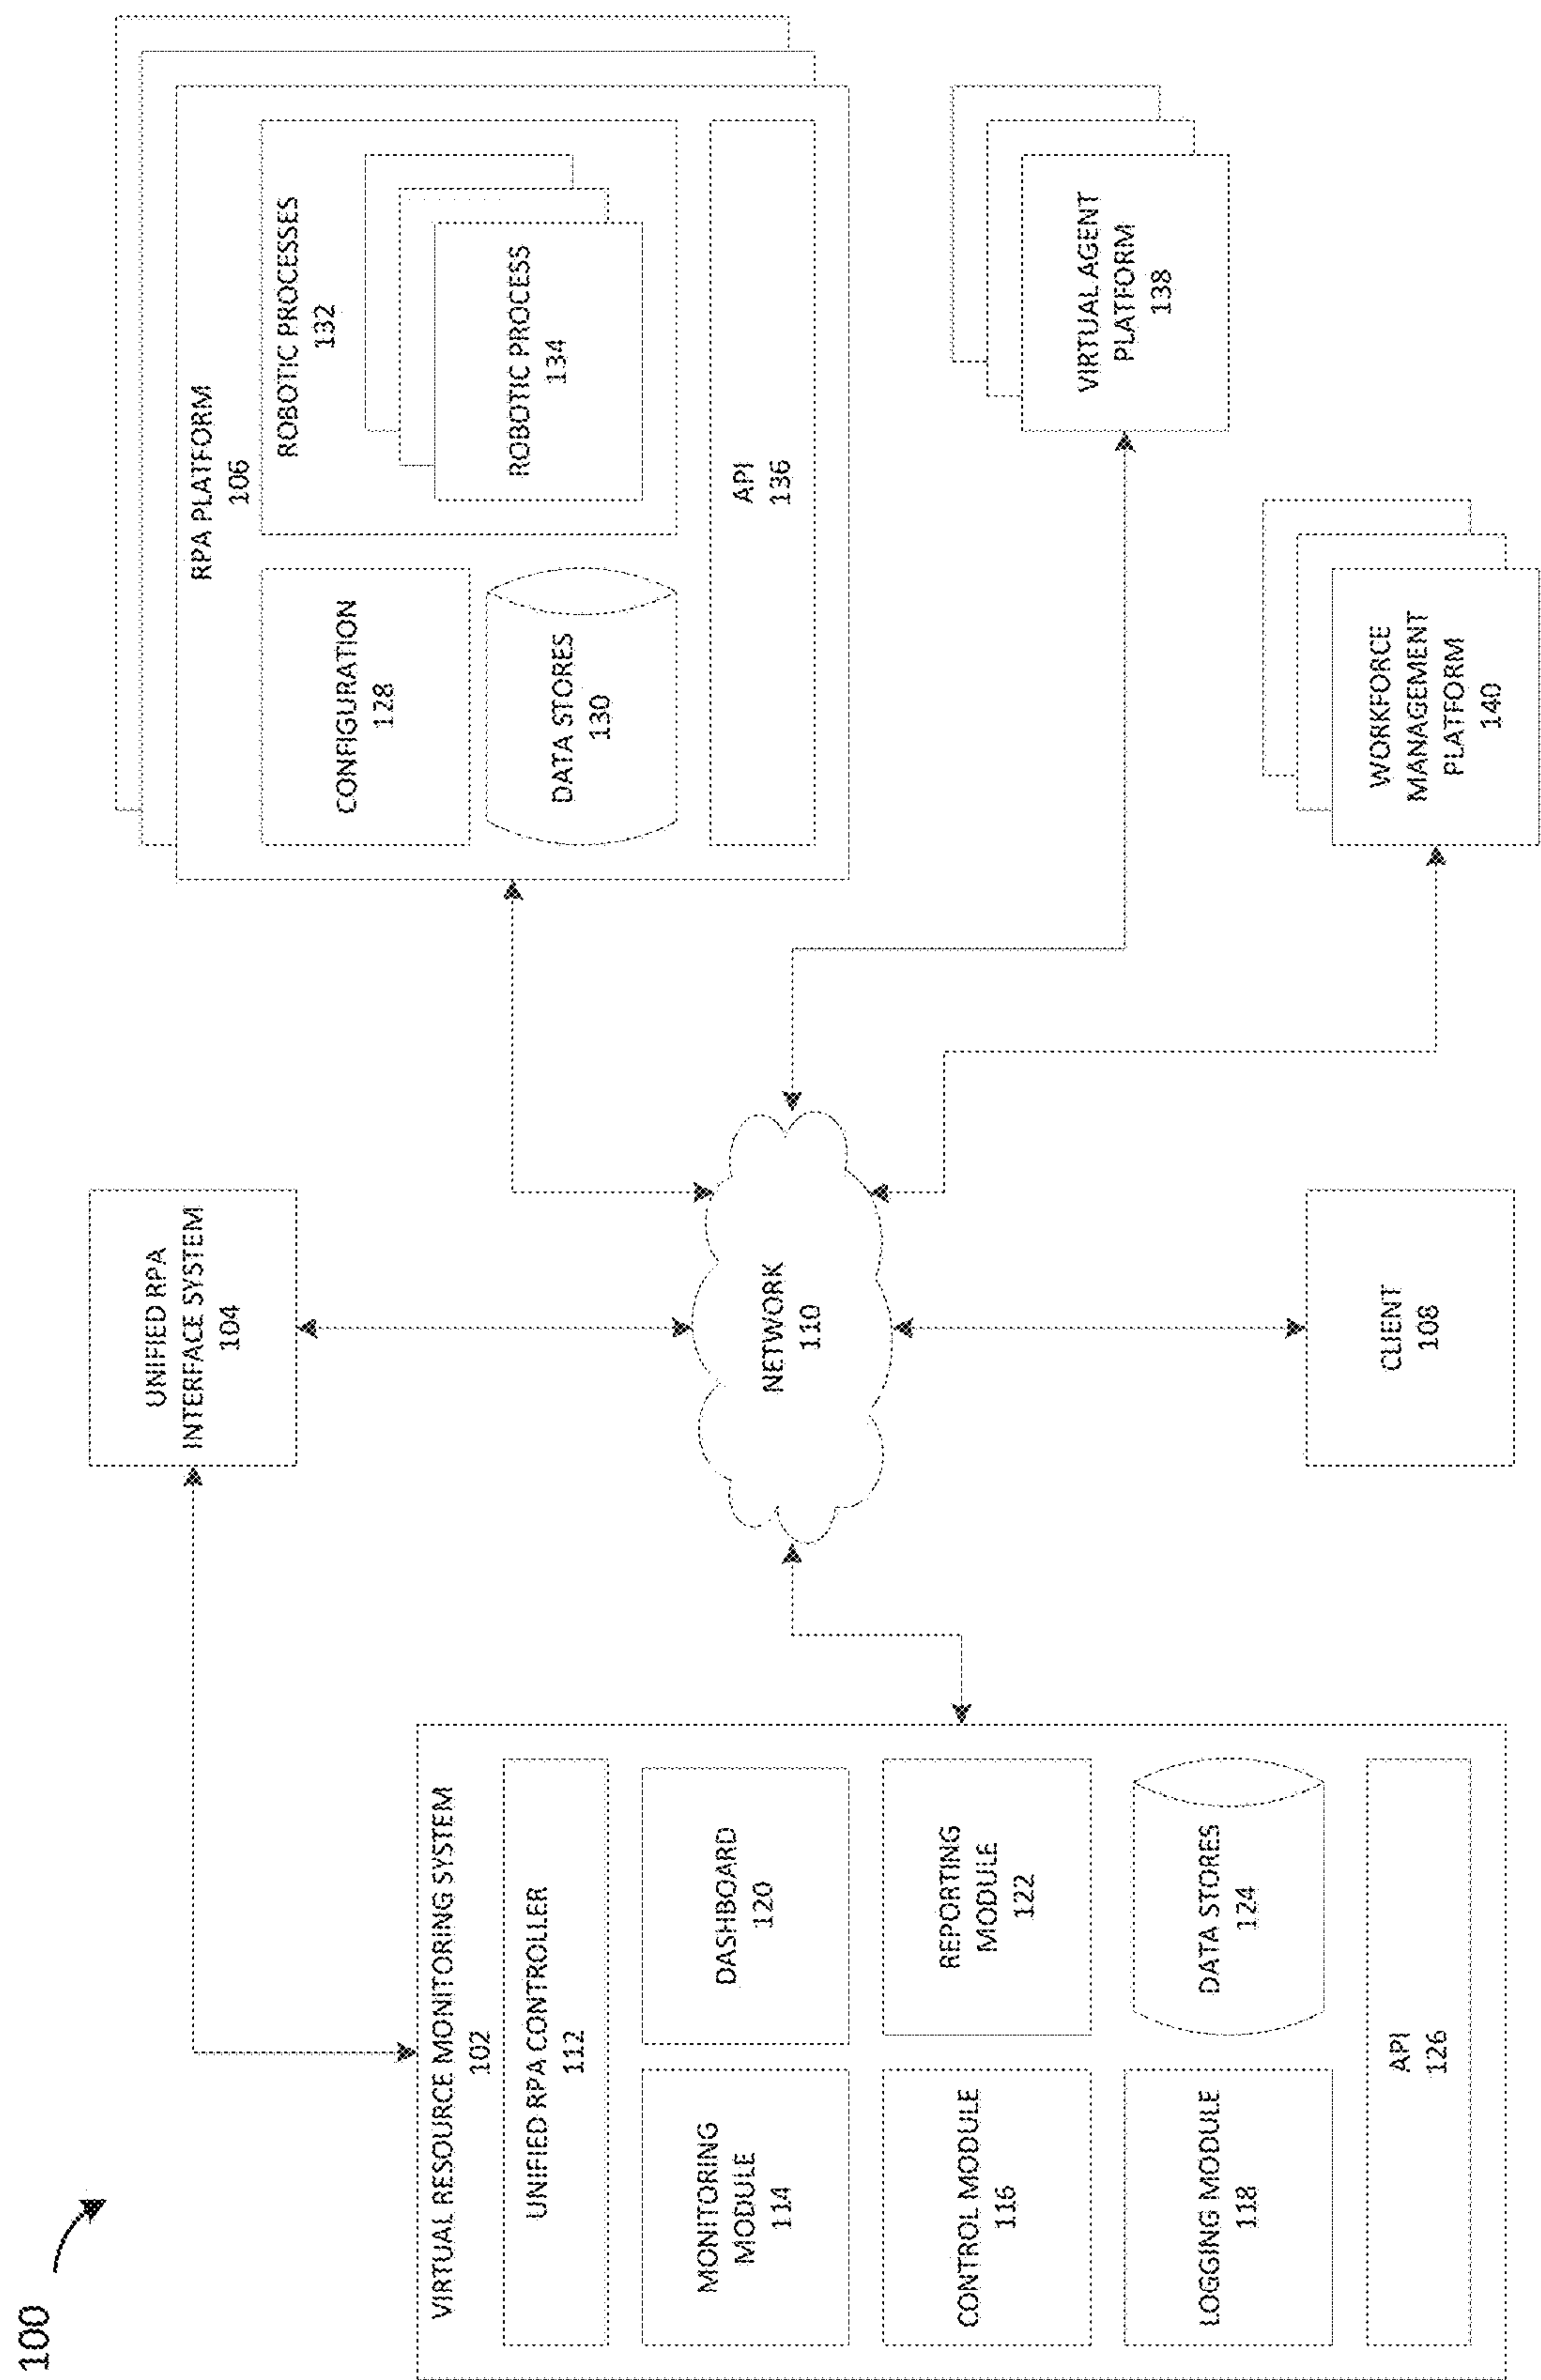 100
VIRTUAL RESOURCE MONITORING SYSTEM
102
UNIFIED RPA CONTROLLER
112
MONITORING
MODULE
114
DASHBOARD
120
CONTROL MODULE
116
REPORTING
MODULE
122
LOGGING MODULE
118
DATA STORES
124
API
126
UNIFIED RPA
INTERFACE SYSTEM
104
NETWORK
110
CLIENT
108
RPA PLATFORM
106
CONFIGURATION
128
DATA STORES
130
ROBOTIC PROCESSES
132
ROBOTIC PROCESS
134
API
136
VIRTUAL AGENT
PLATFORM
138
WORKFORCE
MANAGEMENT
PLATFORM
140